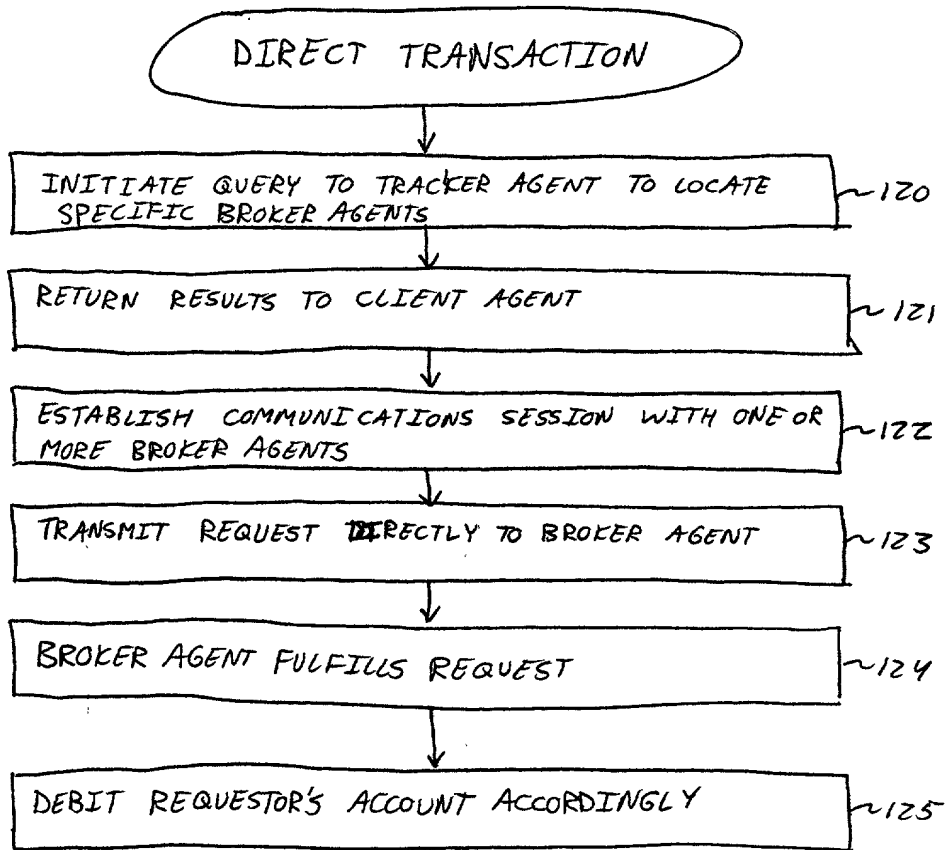 DIRECT TRANSACTION
INITIATE QUERY TO TRACKER AGENT TO LOCATE
SPECIFIC BROKER AGENTS
~120
RETURN RESULTS TO CLIENT AGENT
~121
ESTABLISH COMMUNICATIONS SESSION WITH ONE OR
MORE BROKER AGENTS
~122
TRANSMIT REQUEST DIRECTLY TO BROKER AGENT
~123
BROKER AGENT FULFILLS REQUEST
~124
DEBIT REQUESTOR'S ACCOUNT ACCORDINGLY
~125